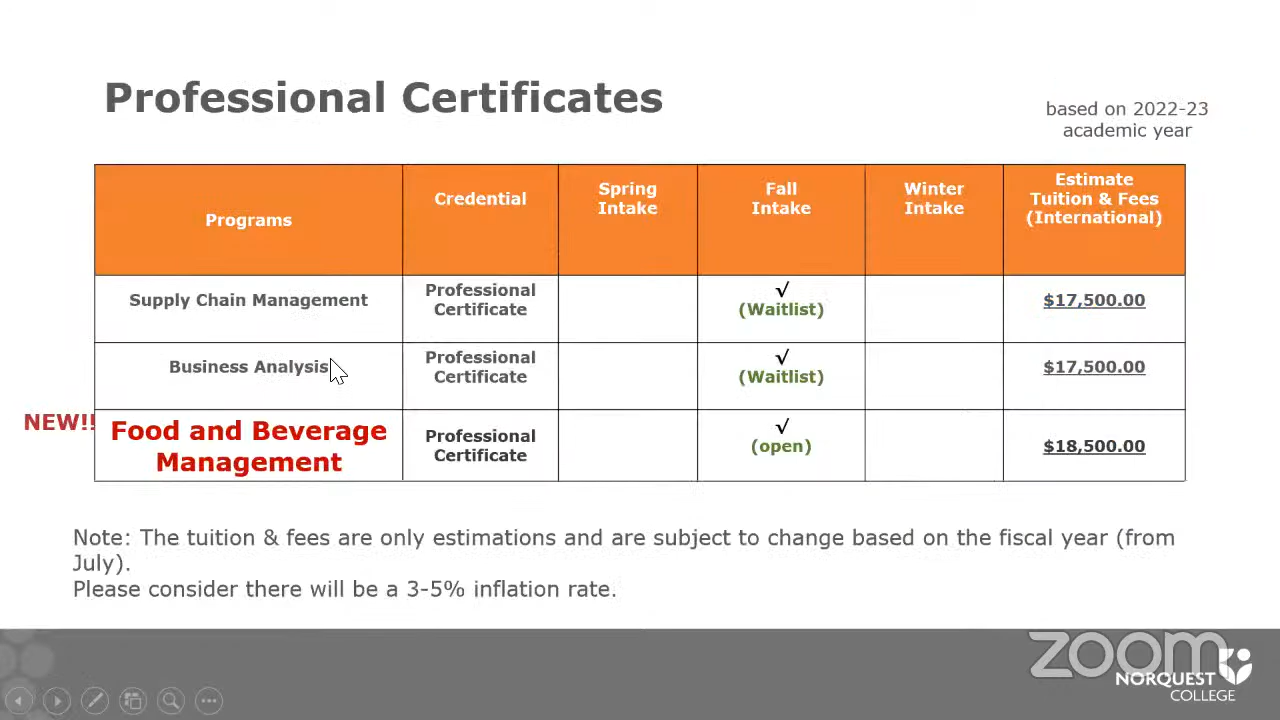 Professional Certificates
based on 2022-23
academic year
Programs
Credential
Spring
Intake
Fall
Intake
Winter
Intake
Estimate
Tuition & Fees
(International)
Supply Chain Management
Professional
Certificate
√
(Waitlist)
$17,500.00
Business Analysis
Professional
Certificate
√
(Waitlist)
$17,500.00
NEW!!
Food and Beverage
Management
Professional
Certificate
√
(open)
$18,500.00
Note: The tuition & fees are only estimations and are subject to change based on the fiscal year (from
July).
Please consider there will be a 3-5% inflation rate.
zoom
NORQUEST
COLLEGE